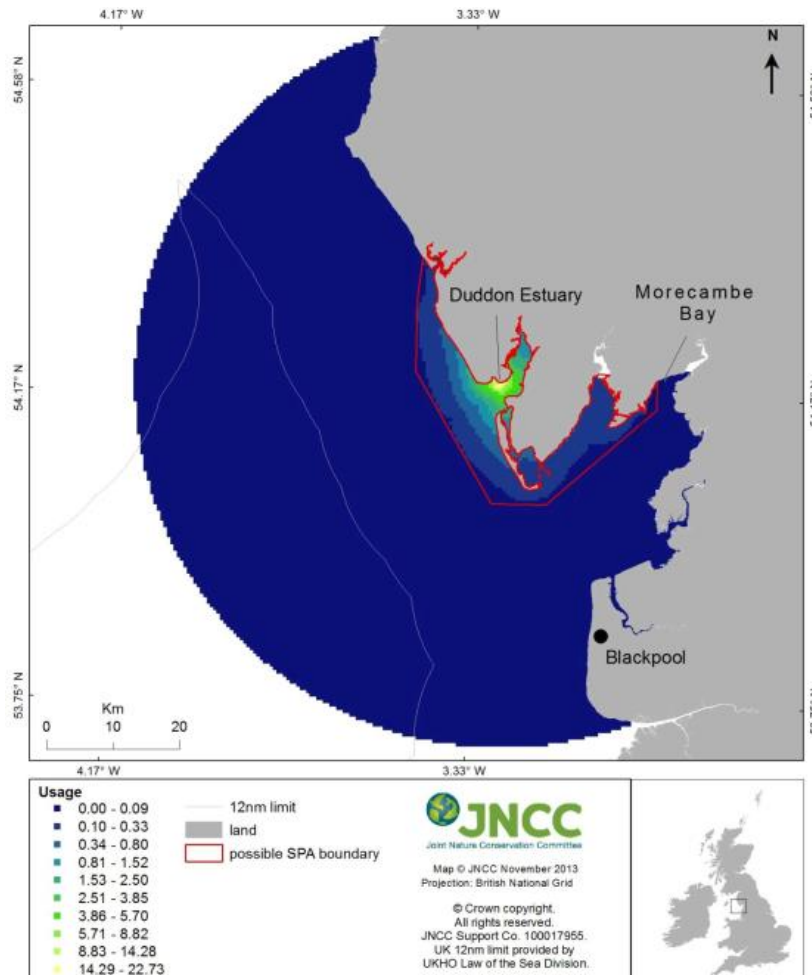 4.17° W
3.33° W
N
54.58° N
Duddon Estuary
Morecambe
Bay
54.17° N
Blackpool
53.75° N
Km
0 10 20
4.17° W
3.33° W
Usage
0.00 - 0.09
0.10 - 0.33
0.34 - 0.80
0.81 - 1.52
1.53 - 2.50
2.51 - 3.85
3.86 - 5.70
5.71 - 8.82
8.83 - 14.28
14.29 - 22.73
12nm limit
land
possible SPA boundary
JNCC
Joint Nature Conservation Committee
Map © JNCC November 2013
Projection: British National Grid
© Crown copyright.
All rights reserved.
JNCC Support Co. 100017955.
UK 12nm limit provided by
UKHO Law of the Sea Division.